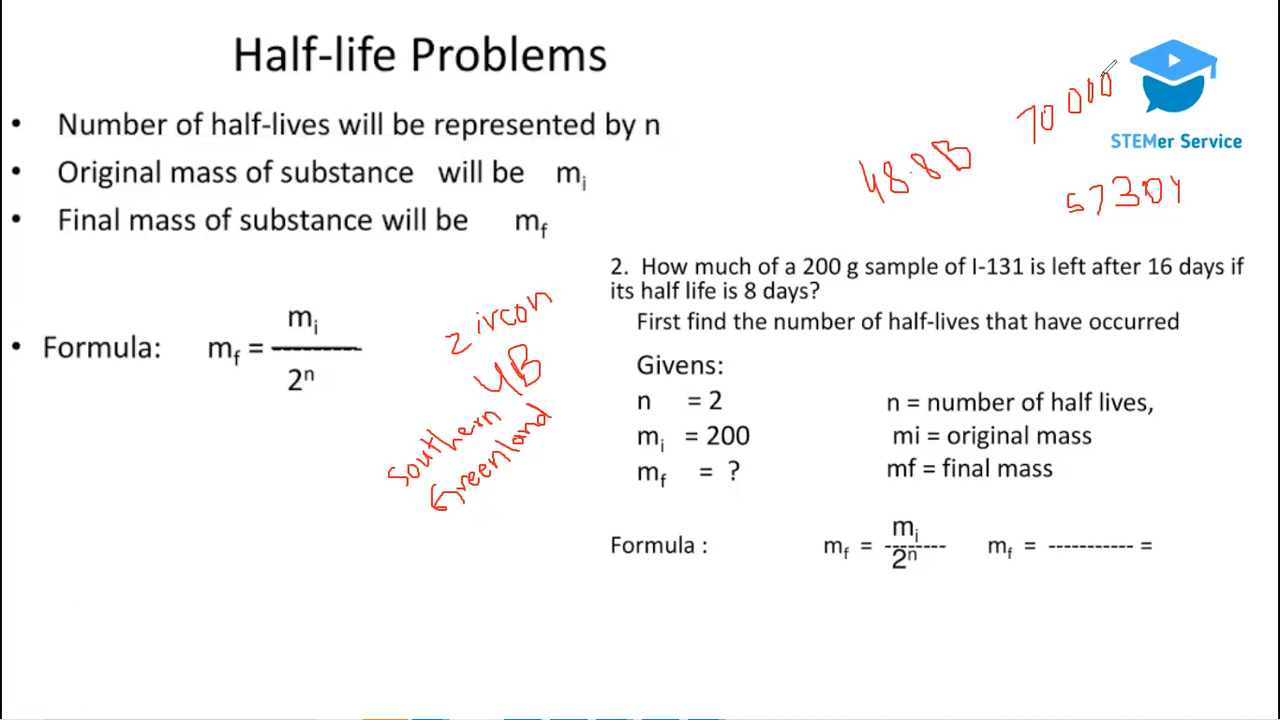 Half-life Problems
• Number of half-lives will be represented by n
• Original mass of substance will be mi
• Final mass of substance will be mf
• Formula: mf = mi / 2ⁿ
48.8B
70000
STEMer Service
5730Y
Zircon
4B
Southern
Greenland
2. How much of a 200 g sample of I-131 is left after 16 days if
its half life is 8 days?
First find the number of half-lives that have occurred
Givens:
n = 2
mi = 200
mf = ?
n = number of half lives,
mi = original mass
mf = final mass
Formula : mf = mi / 2ⁿ mf = ----------- =